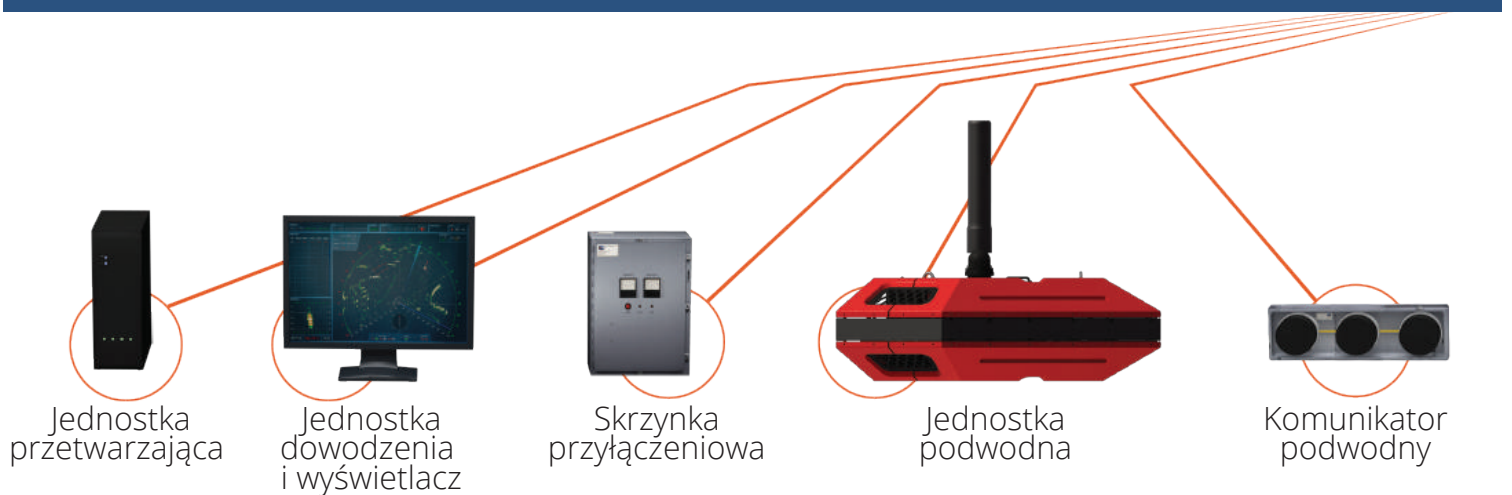 Jednostka
przetwarzająca
Jednostka
dowodzenia
i wyświetlacz
Skrzynka
przyłączeniowa
Jednostka
podwodna
Komunikator
podwodny